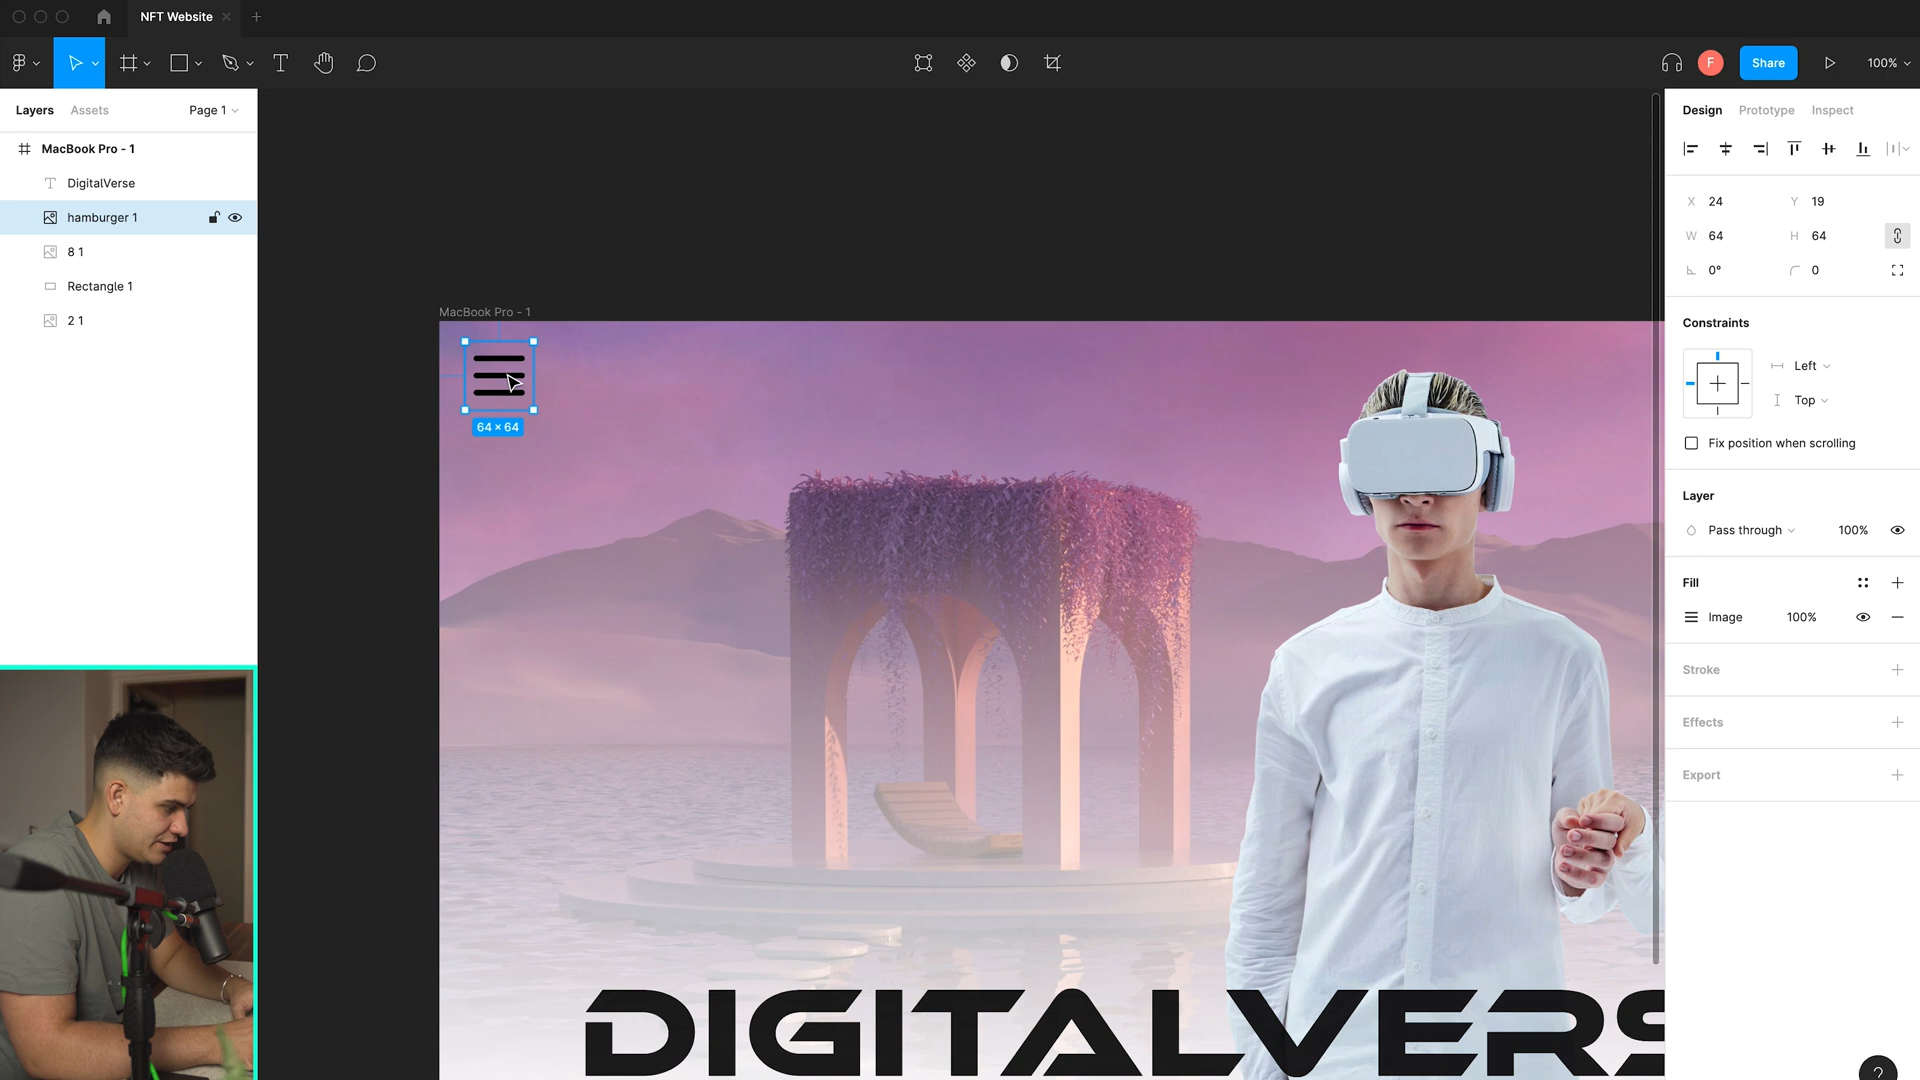 NFT Website
Share
100%
Layers
Assets
Page 1
MacBook Pro - 1
DigitalVerse
hamburger 1
8 1
Rectangle 1
2 1
MacBook Pro - 1
64 × 64
DIGITALVERS
F
Design
Prototype
Inspect
X 24
Y 19
W 64
H 64
0°
0
Constraints
Left
Top
Fix position when scrolling
Layer
Pass through
100%
Fill
Image
100%
Stroke
Effects
Export
?